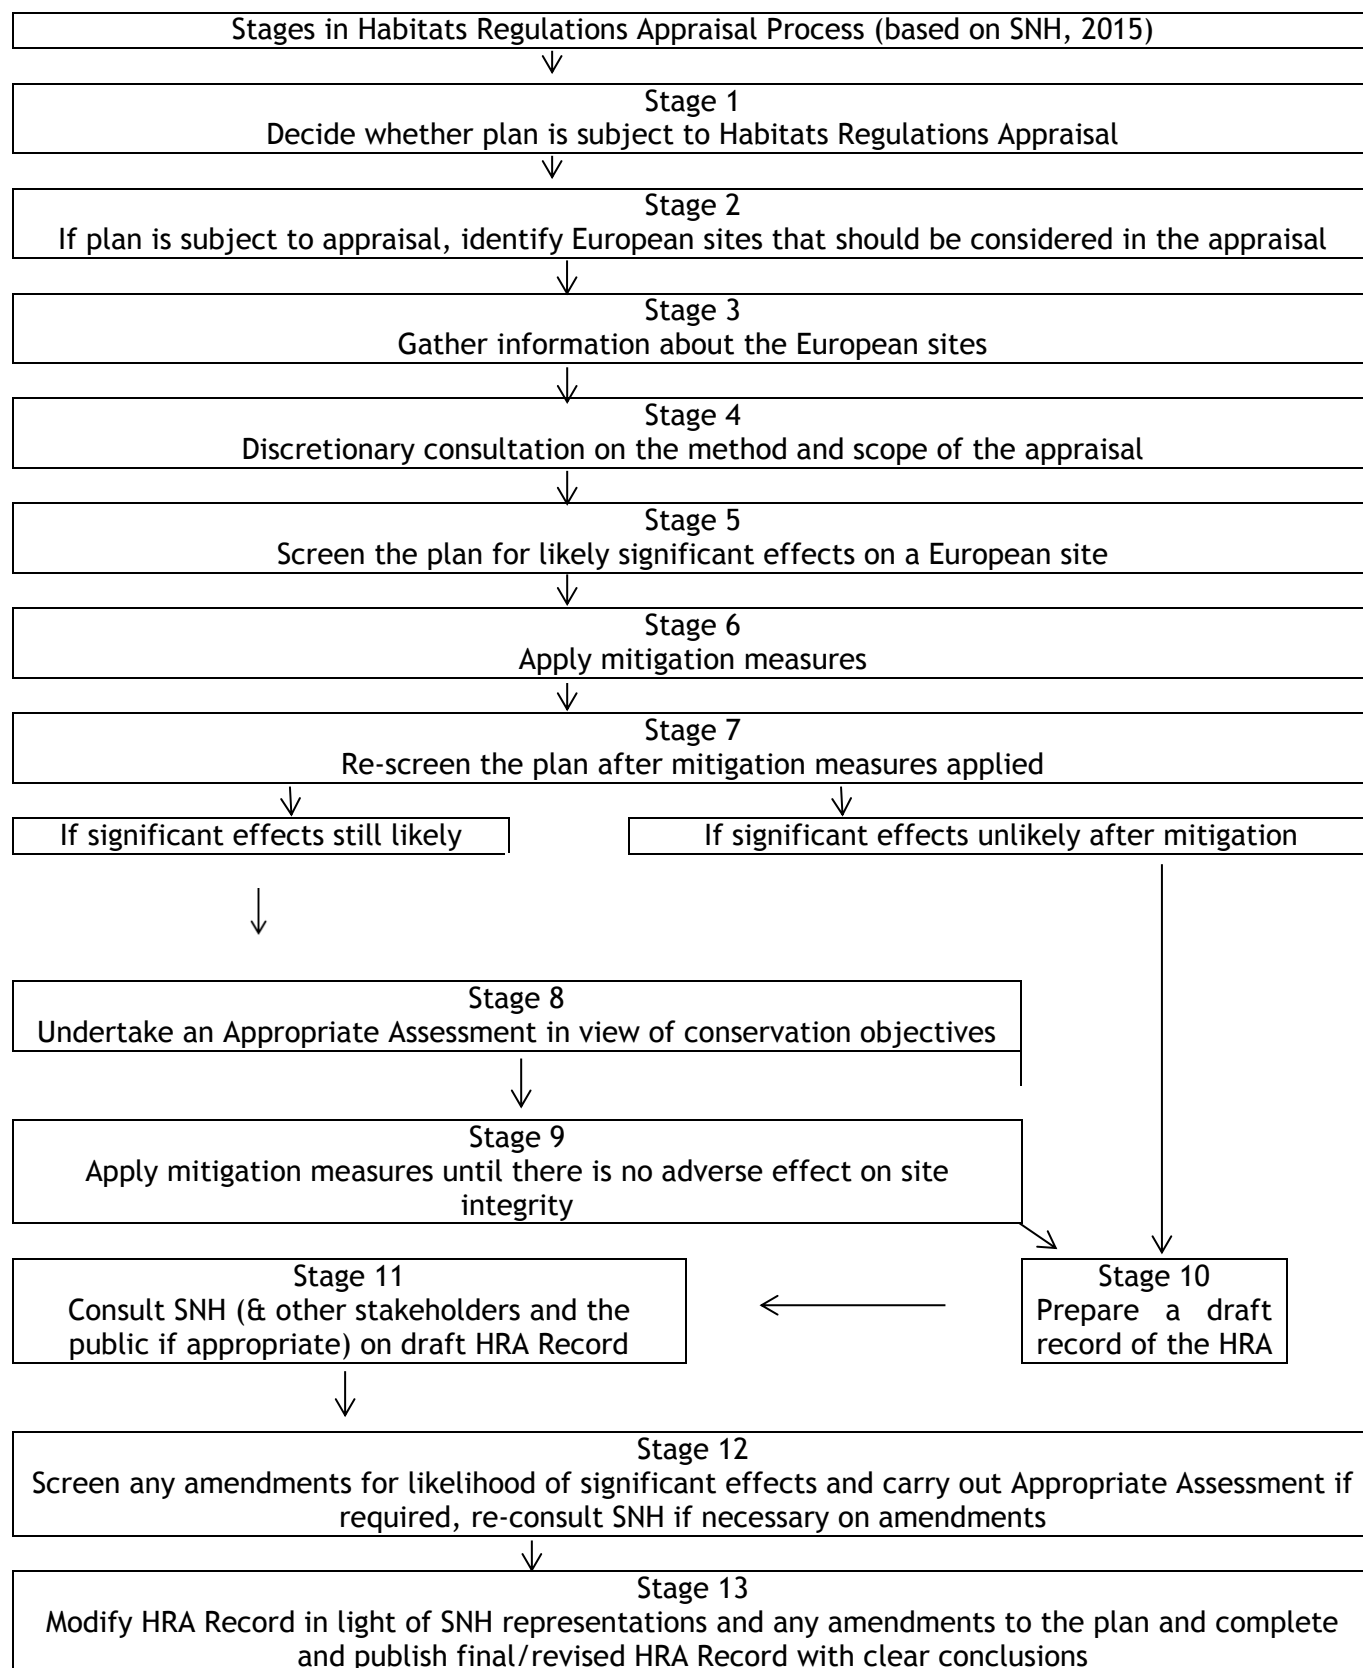 Stages in Habitats Regulations Appraisal Process (based on SNH, 2015)
Stage 1
Decide whether plan is subject to Habitats Regulations Appraisal
Stage 2
If plan is subject to appraisal, identify European sites that should be considered in the appraisal
Stage 3
Gather information about the European sites
Stage 4
Discretionary consultation on the method and scope of the appraisal
Stage 5
Screen the plan for likely significant effects on a European site
Stage 6
Apply mitigation measures
Stage 7
Re-screen the plan after mitigation measures applied
If significant effects still likely
If significant effects unlikely after mitigation
Stage 8
Undertake an Appropriate Assessment in view of conservation objectives
Stage 9
Apply mitigation measures until there is no adverse effect on site
integrity
Stage 10
Prepare a draft
record of the HRA
Stage 11
Consult SNH (& other stakeholders and the
public if appropriate) on draft HRA Record
Stage 12
Screen any amendments for likelihood of significant effects and carry out Appropriate Assessment if
required, re-consult SNH if necessary on amendments
Stage 13
Modify HRA Record in light of SNH representations and any amendments to the plan and complete
and publish final/revised HRA Record with clear conclusions